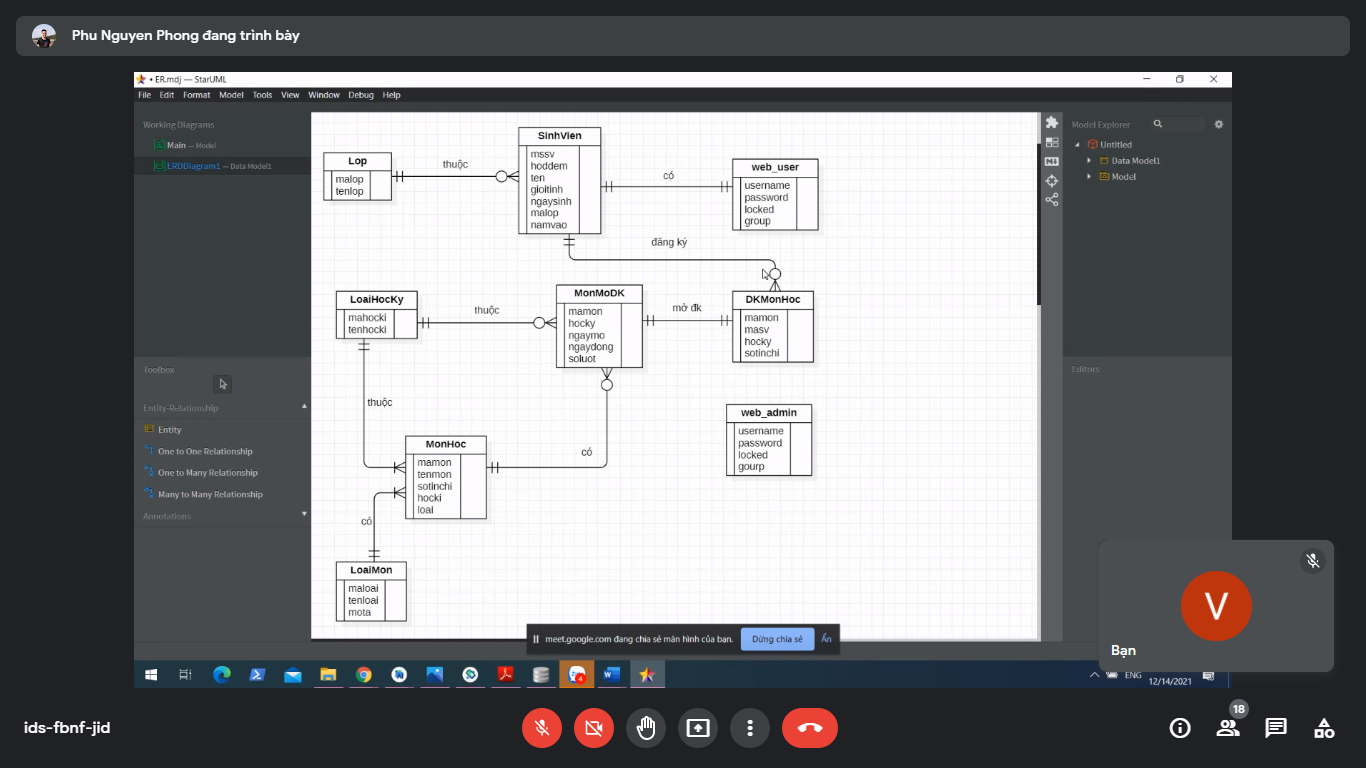 Phu Nguyen Phong đang trình bày
• ER.mdj — StarUML
File Edit Format Model Tools View Window Debug Help
Working Diagrams
Main — Model
ERDDiagram1 — Data Model1
Toolbox
Entity-Relationship
Entity
One to One Relationship
One to Many Relationship
Many to Many Relationship
Annotations
Lop
malop
tenlop
thuộc
SinhVien
mssv
hoddem
ten
gioitinh
ngaysinh
malop
namvao
có
web_user
username
password
locked
group
đăng ký
LoaiHocKy
mahocki
tenhocki
thuộc
MonMoDK
mamon
hocky
ngaymo
ngaydong
soluot
mở đk
DKMonHoc
mamon
masv
hocky
sotinchi
thuộc
MonHoc
mamon
tenmon
sotinchi
hocki
loai
có
web_admin
username
password
locked
gourp
có
LoaiMon
maloai
tenloai
mota
Model Explorer
Untitled
Data Model1
Model
Editors
meet.google.com đang chia sẻ màn hình của bạn.
Dừng chia sẻ
Ẩn
4
ENG
12/14/2021
V
Bạn
ids-fbnf-jid
18